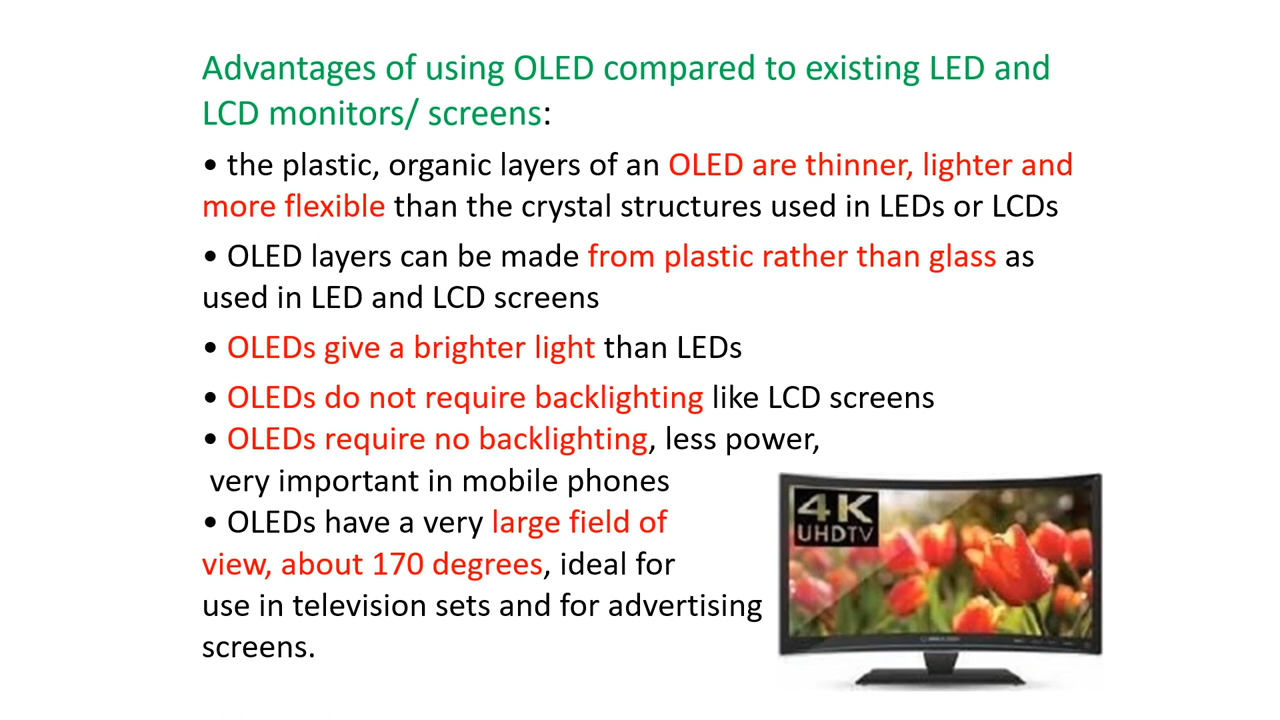 Advantages of using OLED compared to existing LED and
LCD monitors/ screens:
• the plastic, organic layers of an OLED are thinner, lighter and
more flexible than the crystal structures used in LEDs or LCDs
• OLED layers can be made from plastic rather than glass as
used in LED and LCD screens
• OLEDs give a brighter light than LEDs
• OLEDs do not require backlighting like LCD screens
• OLEDs require no backlighting, less power,
very important in mobile phones
• OLEDs have a very large field of
view, about 170 degrees, ideal for
use in television sets and for advertising
screens.
4K
UHDTV